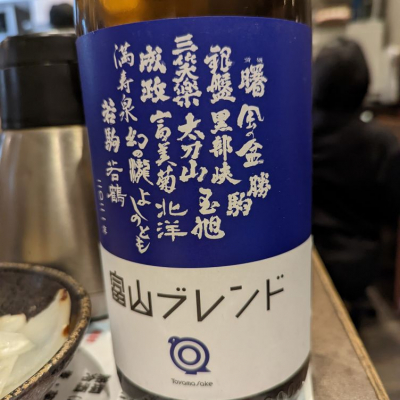 曙
風の盆
勝駒
銀盤
黒部峡
玉旭
三笑楽
太刀山
北洋
成政
富美菊
よしのとも
満寿泉
幻の瀧
若駒
若鶴
富山ブレンド
Toyama Sake